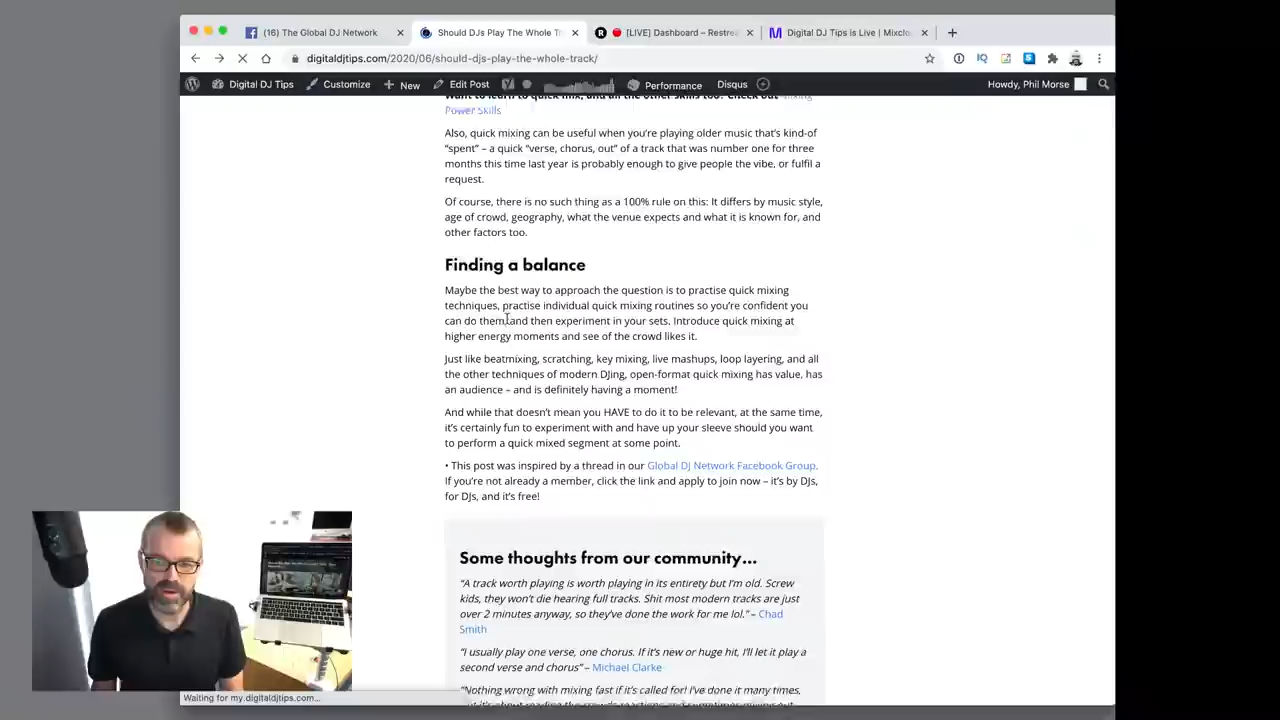 (16) The Global DJ Network
Should DJs Play The Whole Tr
[LIVE] Dashboard – Restre
Digital DJ Tips is Live | Mixclo
digitaldjtips.com/2020/06/should-djs-play-the-whole-track/
Digital DJ Tips
Customize
New
Edit Post
Performance
Disqus
Howdy, Phil Morse
Want to learn to quick mix, and all the other skills too? Check out Mixing
Power Skills
Also, quick mixing can be useful when you're playing older music that's kind-of
"spent" – a quick "verse, chorus, out" of a track that was number one for three
months this time last year is probably enough to give people the vibe, or fulfil a
request.
Of course, there is no such thing as a 100% rule on this: It differs by music style,
age of crowd, geography, what the venue expects and what it is known for, and
other factors too.
Finding a balance
Maybe the best way to approach the question is to practise quick mixing
techniques, practise individual quick mixing routines so you're confident you
can do them, and then experiment in your sets. Introduce quick mixing at
higher energy moments and see of the crowd likes it.
Just like beatmixing, scratching, key mixing, live mashups, loop layering, and all
the other techniques of modern DJing, open-format quick mixing has value, has
an audience – and is definitely having a moment!
And while that doesn't mean you HAVE to do it to be relevant, at the same time,
it's certainly fun to experiment with and have up your sleeve should you want
to perform a quick mixed segment at some point.
• This post was inspired by a thread in our Global DJ Network Facebook Group.
If you're not already a member, click the link and apply to join now – it's by DJs,
for DJs, and it's free!
Some thoughts from our community...
"A track worth playing is worth playing in its entirety but I'm old. Screw
kids, they won't die hearing full tracks. Shit most modern tracks are just
over 2 minutes anyway, so they've done the work for me lol." – Chad
Smith
"I usually play one verse, one chorus. If it's new or huge hit, I'll let it play a
second verse and chorus" – Michael Clarke
"Nothing wrong with mixing fast if it's called for! I've done it many times,
Waiting for my.digitaldjtips.com...